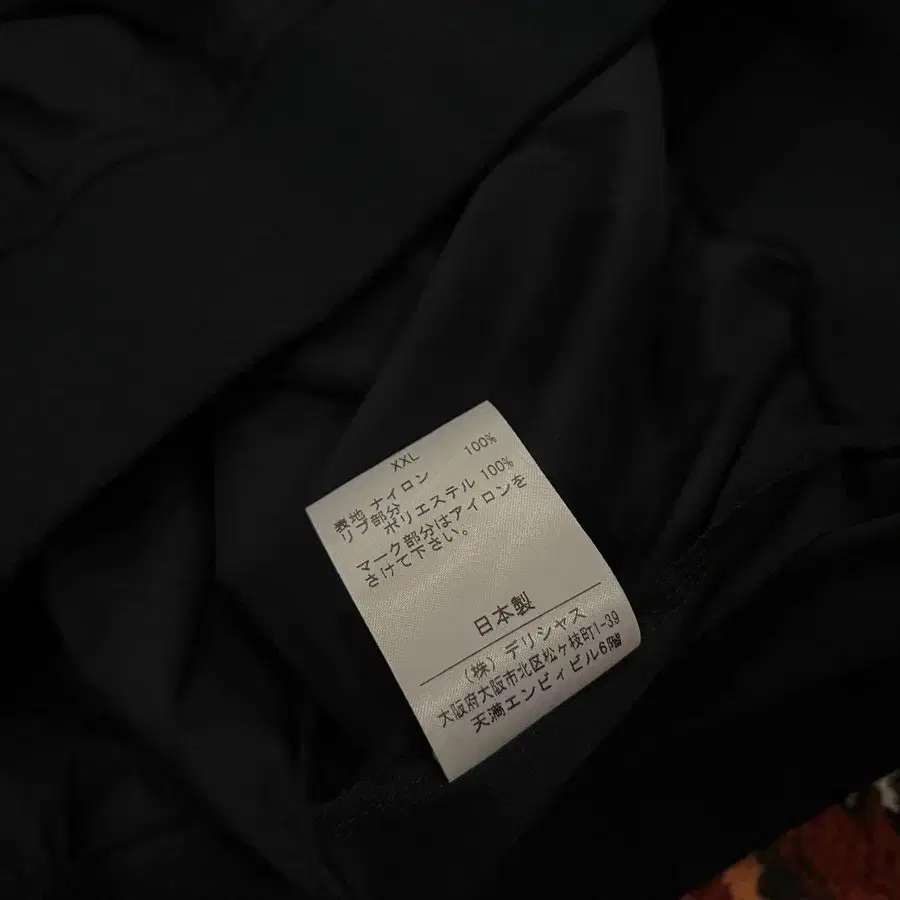 XXL
表地 ナイロン 100%
リブ部分
ポリエステル 100%
マーク部分はアイロンを
さけて下さい。
日本製
(株) デリシャス
大阪府大阪市北区松ヶ枝町1-39
天満エンビィビル6階